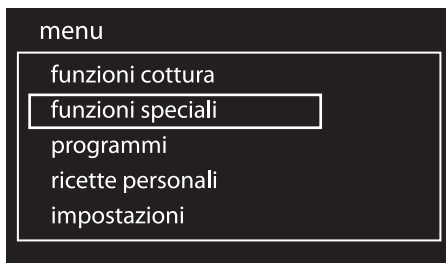 menu
funzioni cottura
funzioni speciali
programmi
ricette personali
impostazioni